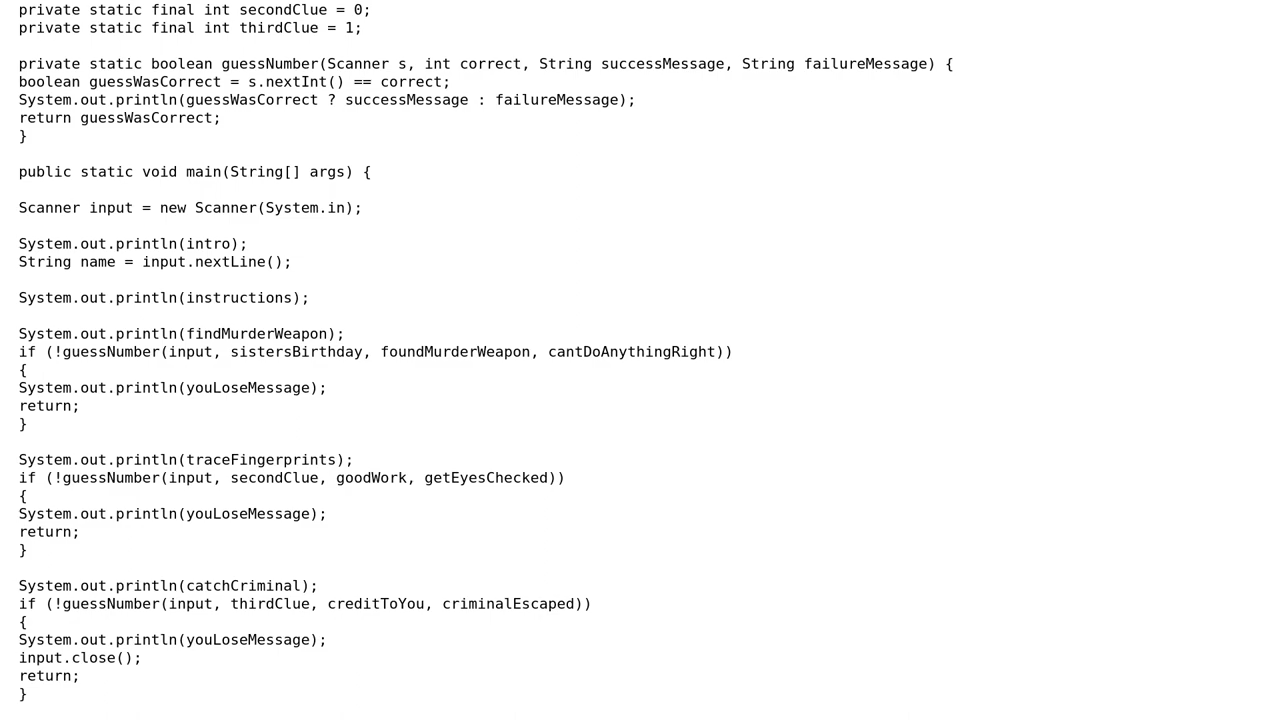 private static final int secondClue = 0;
private static final int thirdClue = 1;
private static boolean guessNumber(Scanner s, int correct, String successMessage, String failureMessage) {
boolean guessWasCorrect = s.nextInt() == correct;
System.out.println(guessWasCorrect ? successMessage : failureMessage);
return guessWasCorrect;
}
public static void main(String[] args) {
Scanner input = new Scanner(System.in);
System.out.println(intro);
String name = input.nextLine();
System.out.println(instructions);
System.out.println(findMurderWeapon);
if (!guessNumber(input, sistersBirthday, foundMurderWeapon, cantDoAnythingRight))
{
System.out.println(youLoseMessage);
return;
}
System.out.println(traceFingerprints);
if (!guessNumber(input, secondClue, goodWork, getEyesChecked))
{
System.out.println(youLoseMessage);
return;
}
System.out.println(catchCriminal);
if (!guessNumber(input, thirdClue, creditToYou, criminalEscaped))
{
System.out.println(youLoseMessage);
input.close();
return;
}